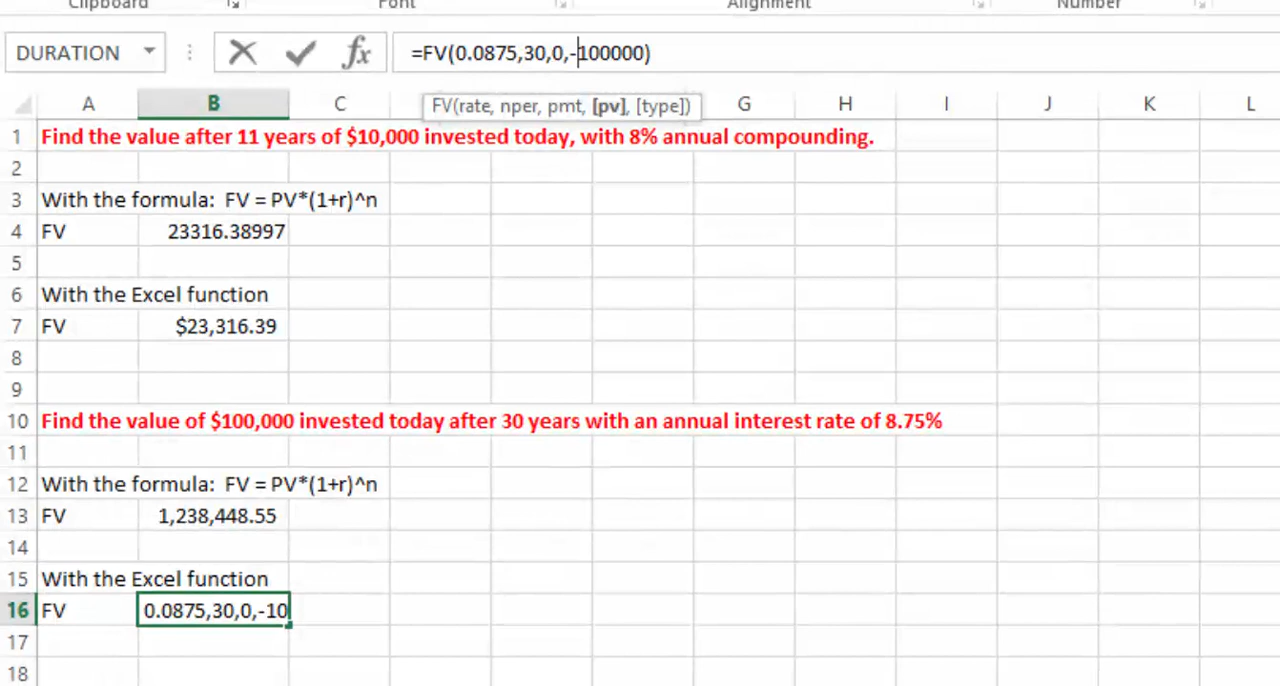 Clipboard Font Alignment Number
DURATION fx =FV(0.0875,30,0,-100000)
A B C FV(rate, nper, pmt, [pv], [type]) G H I J K L
1 Find the value after 11 years of $10,000 invested today, with 8% annual compounding.
2
3 With the formula: FV = PV*(1+r)^n
4 FV 23316.38997
5
6 With the Excel function
7 FV $23,316.39
8
9
10 Find the value of $100,000 invested today after 30 years with an annual interest rate of 8.75%
11
12 With the formula: FV = PV*(1+r)^n
13 FV 1,238,448.55
14
15 With the Excel function
16 FV 0.0875,30,0,-10
17
18